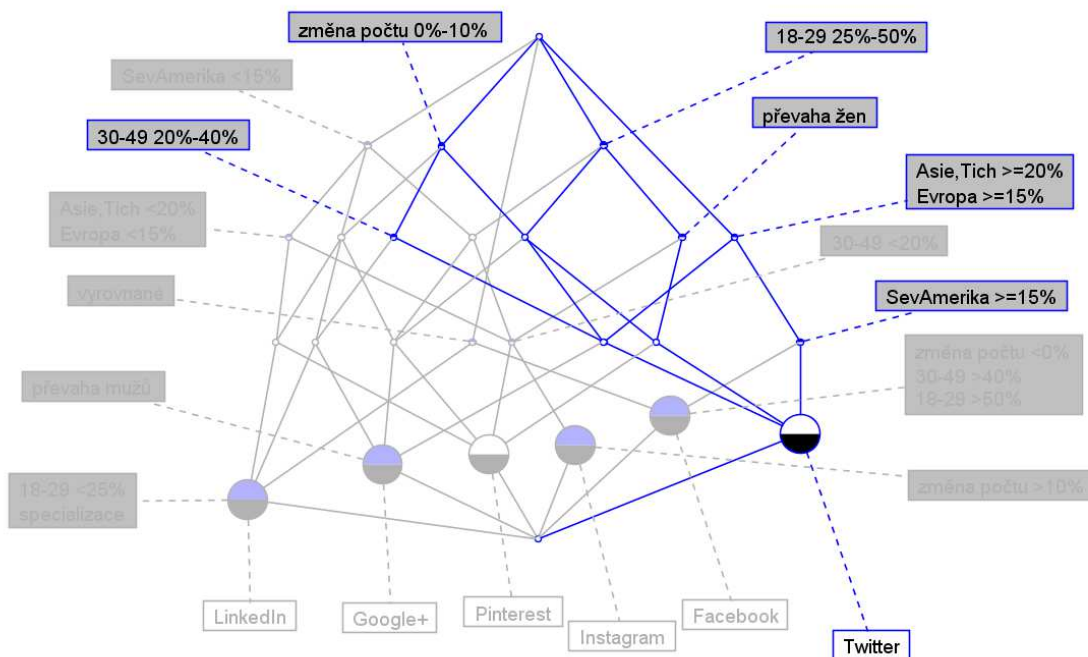 změna počtu 0%-10%
18-29 25%-50%
SevAmerika <15%
převaha žen
30-49 20%-40%
Asie,Tich >=20%
Evropa >=15%
Asie,Tich <20%
Evropa <15%
30-49 <20%
vyrovnané
SevAmerika >=15%
změna počtu <0%
30-49 >40%
18-29 >50%
převaha mužů
18-29 <25%
specializace
změna počtu >10%
LinkedIn
Google+
Pinterest
Instagram
Facebook
Twitter